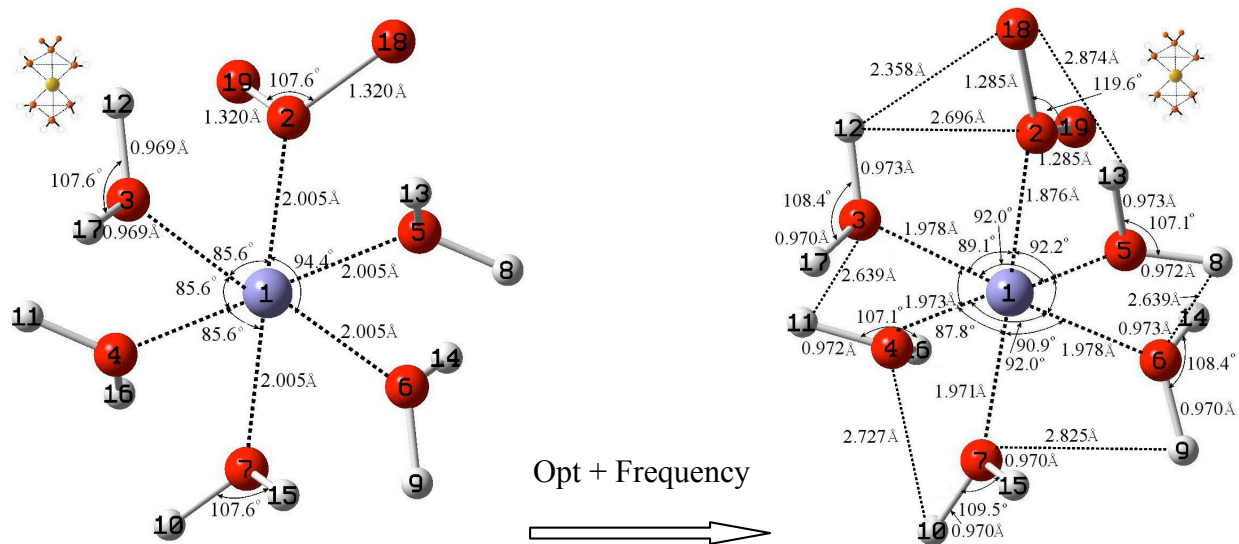 18
19
107.6°
1.320Å
1.320Å
2
12
0.969Å
107.6°
3
17
0.969Å
2.005Å
13
5
85.6°
94.4°
2.005Å
8
1
85.6°
11
85.6°
2.005Å
4
14
6
16
2.005Å
7
15
9
107.6°
10
Opt + Frequency
18
2.358Å
2.874Å
1.285Å
119.6°
12
2.696Å
2
19
1.285Å
0.973Å
13
108.4°
1.876Å
0.973Å
3
107.1°
92.0°
1.978Å
5
0.970Å
89.1°
92.2°
17
0.972Å
8
2.639Å
1
2.639Å
1.973Å
11
107.1°
14
87.8°
0.973Å
4
6
90.9°
6
0.972Å
92.0°
1.978Å
108.4°
1.971Å
0.970Å
2.727Å
2.825Å
7
0.970Å
9
15
109.5°
10
0.970Å